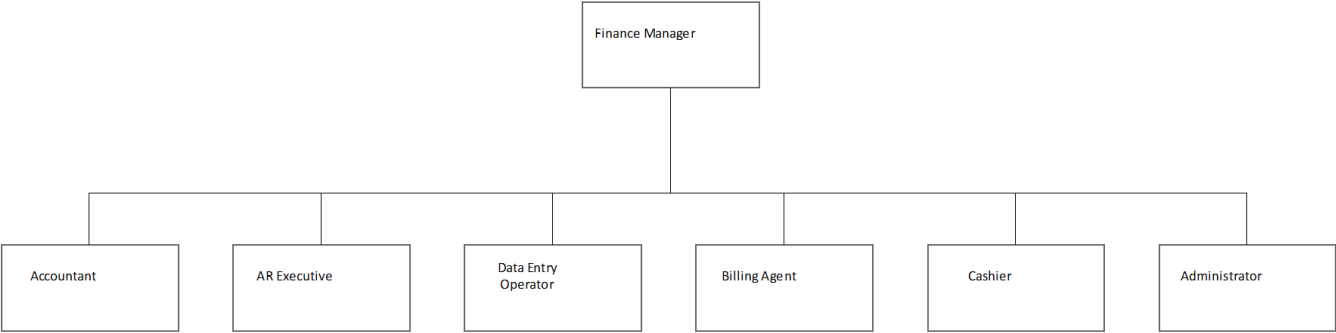 Finance Manager
Accountant
AR Executive
Data Entry
Operator
Billing Agent
Cashier
Administrator